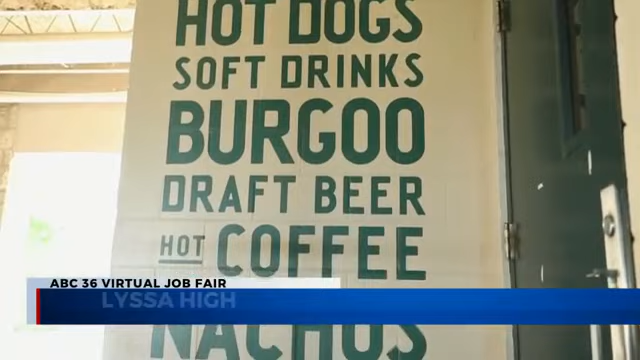 HOT DOGS
SOFT DRINKS
BURGOO
DRAFT BEER
HOT COFFEE
ABC 36 VIRTUAL JOB FAIR
LYSSA HIGH
NACHOS